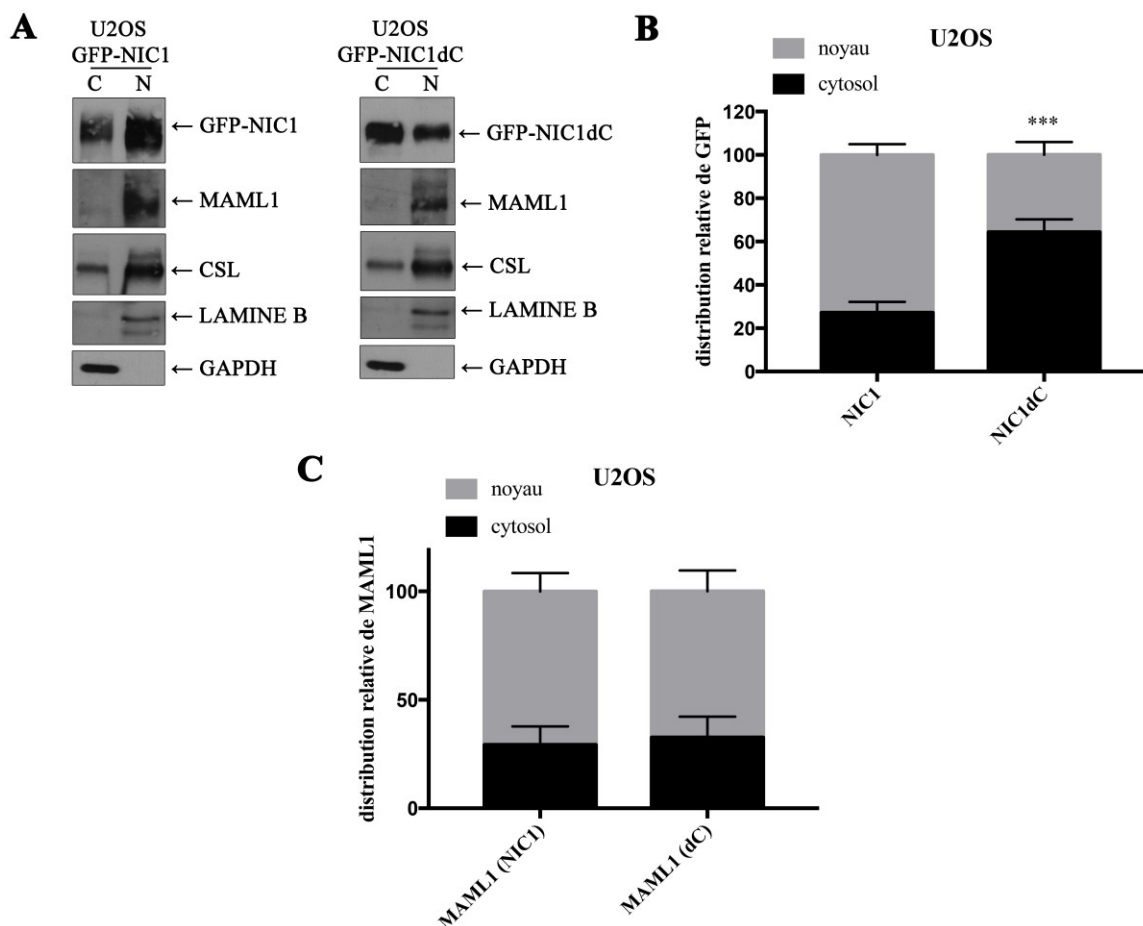 A
U2OS
GFP-NIC1
C N
← GFP-NIC1
← MAML1
← CSL
← LAMINE B
← GAPDH
U2OS
GFP-NIC1dC
C N
← GFP-NIC1dC
← MAML1
← CSL
← LAMINE B
← GAPDH
B
U2OS
noyau
cytosol
distribution relative de GFP
120
100
80
60
40
20
0
***
NIC1
NIC1dC
C
U2OS
noyau
cytosol
distribution relative de MAML1
100
50
0
MAML1 (NIC1)
MAML1 (dC)